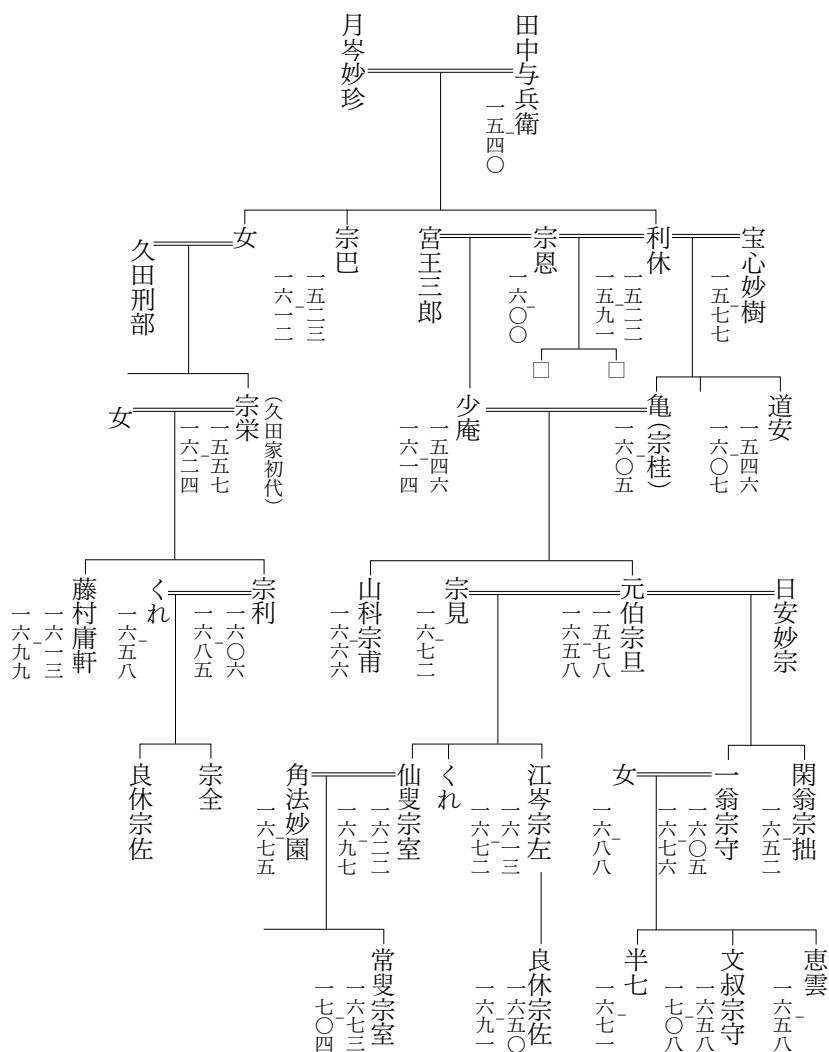 田中与兵衛
–一五四〇
月岑妙珍
宝心妙樹
–一五七七
利休
一五二二–一五九一
宗恩
–一六〇〇
宮王三郎
宗巴
一五二三–一六一二
女
久田刑部
道安
一五四六–一六〇七
亀(宗桂)
–一六〇五
□
□
少庵
一五四六–一六一四
(久田家初代)
宗栄
一五五七–一六二四
女
日安妙宗
元伯宗旦
一五七八–一六五八
宗見
–一六七二
山科宗甫
–一六六六
宗利
一六〇六–一六八五
くれ
–一六五八
藤村庸軒
一六一三–一六九九
閑翁宗拙
–一六五二
一翁宗守
一六〇五–一六七六
女
–一六八八
江岑宗左
一六一三–一六七二
くれ
仙叟宗室
一六二二–一六九七
角法妙園
–一六七五
宗全
良休宗佐
恵雲
–一六五八
文叔宗守
一六五八–一七〇八
半七
–一六七一
良休宗佐
一六五〇–一六九一
常叟宗室
一六七三–一七〇四